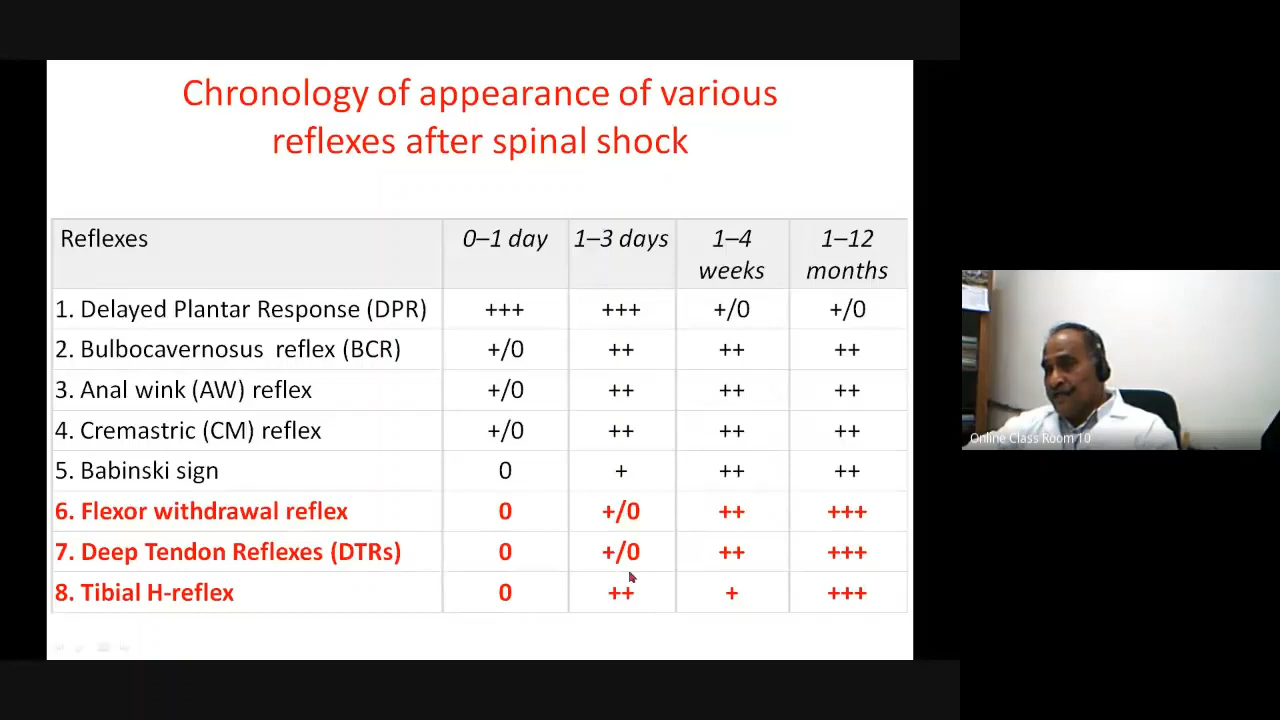 Chronology of appearance of various
reflexes after spinal shock
Reflexes 0–1 day 1–3 days 1–4 weeks 1–12 months
1. Delayed Plantar Response (DPR) +++ +++ +/0 +/0
2. Bulbocavernosus reflex (BCR) +/0 ++ ++ ++
3. Anal wink (AW) reflex +/0 ++ ++ ++
4. Cremastric (CM) reflex +/0 ++ ++ ++
5. Babinski sign 0 + ++ ++
6. Flexor withdrawal reflex 0 +/0 ++ +++
7. Deep Tendon Reflexes (DTRs) 0 +/0 ++ +++
8. Tibial H-reflex 0 ++ + +++
Online Class Room 10